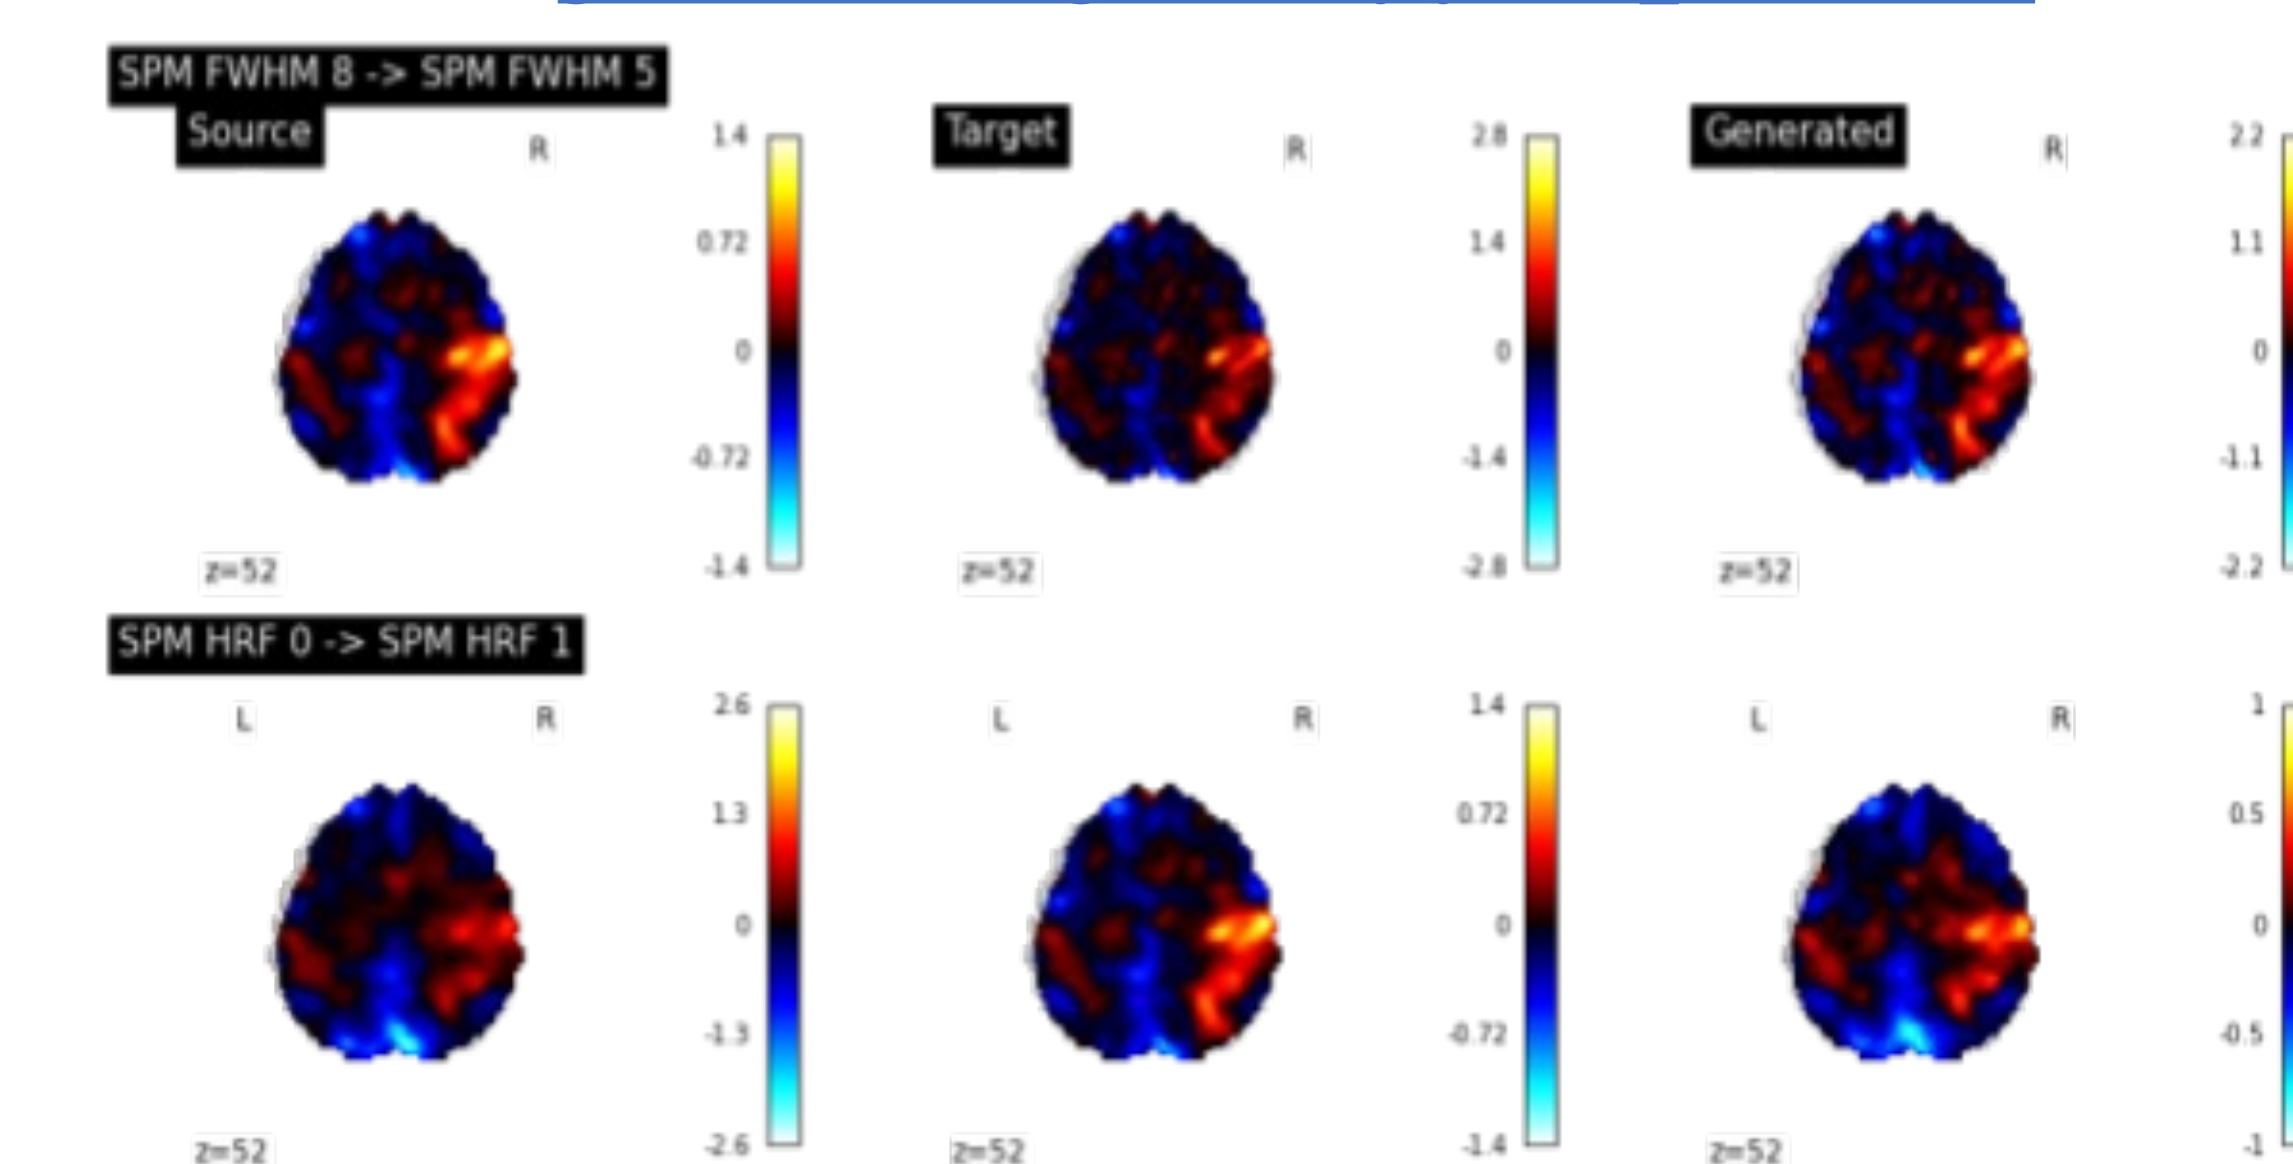 SPM FWHM 8 -> SPM FWHM 5
Source
R
1.4
0.72
0
-0.72
-1.4
z=52
Target
R
2.8
1.4
0
-1.4
-2.8
z=52
Generated
R
2.2
1.1
0
-1.1
-2.2
z=52
SPM HRF 0 -> SPM HRF 1
L
R
2.6
1.3
0
-1.3
-2.6
z=52
L
R
1.4
0.72
0
-0.72
-1.4
z=52
L
R
1
0.5
0
-0.5
-1
z=52